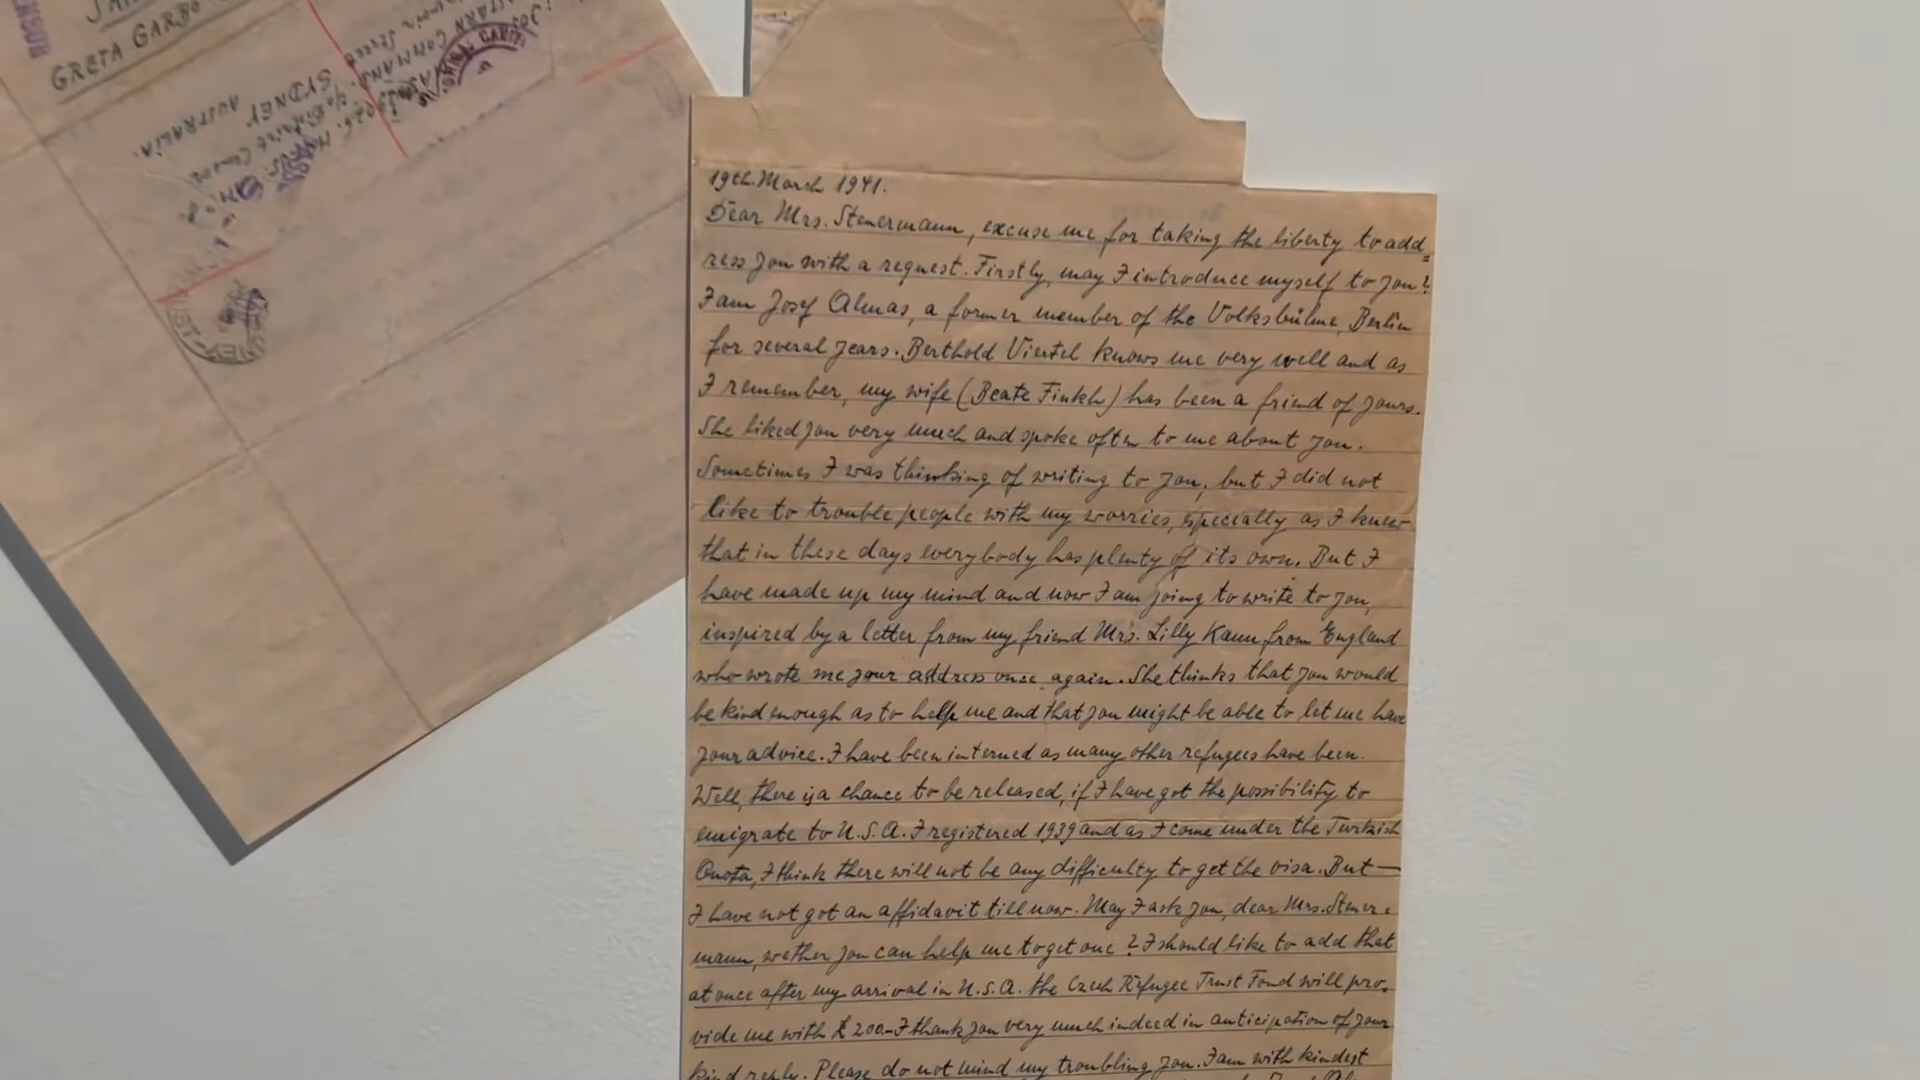 GRETA GARBO
SYDNEY
AUSTRALIA.
19th. March 1941.
Dear Mrs. Steuermann, excuse me for taking the liberty to add=
ress you with a request. Firstly, may I introduce myself to you?
I am Josef Almas, a former member of the Volksbühne, Berlin
for several years. Berthold Viertel knows me very well and as
I remember, my wife (Beate Finkh) has been a friend of yours.
She liked you very much and spoke often to me about you.
Sometimes I was thinking of writing to you, but I did not
like to trouble people with my worries, specially as I knew
that in these days everybody has plenty of its own. But I
have made up my mind and now I am going to write to you,
inspired by a letter from my friend Mrs. Lilly Kann from England
who wrote me your address once again. She thinks that you would
be kind enough as to help me and that you might be able to let me have
your advice. I have been interned as many other refugees have been.
Well, there is a chance to be released, if I have got the possibility to
emigrate to U.S.A. I registered 1939 and as I come under the Turkish
Quota, I think there will not be any difficulty to get the visa. But —
I have not got an affidavit till now. May I ask you, dear Mrs. Steuer=
mann, wether you can help me to get one? I should like to add that
at once after my arrival in U.S.A. the Czech Refugee Trust Fond will pro=
vide me with £ 200.- I thank you very much indeed in anticipation of your
kind reply. Please do not mind my troubling you. I am with kindest